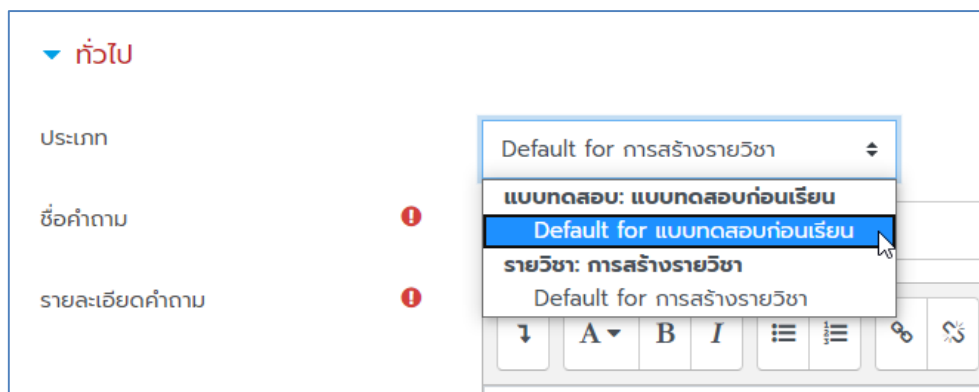 ทั่วไป
ประเภท
Default for การสร้างรายวิชา
แบบทดสอบ: แบบทดสอบก่อนเรียน
ชื่อคำถาม
Default for แบบทดสอบก่อนเรียน
รายวิชา: การสร้างรายวิชา
รายละเอียดคำถาม
Default for การสร้างรายวิชา
A B I